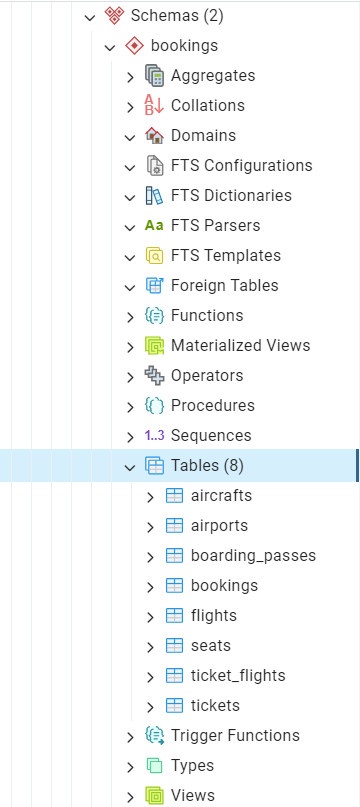 Schemas (2)
bookings
Aggregates
A
B Collations
Domains
FTS Configurations
FTS Dictionaries
Aa FTS Parsers
FTS Templates
Foreign Tables
Functions
Materialized Views
Operators
Procedures
1..3 Sequences
Tables (8)
aircrafts
airports
boarding_passes
bookings
flights
seats
ticket_flights
tickets
Trigger Functions
Types
Views